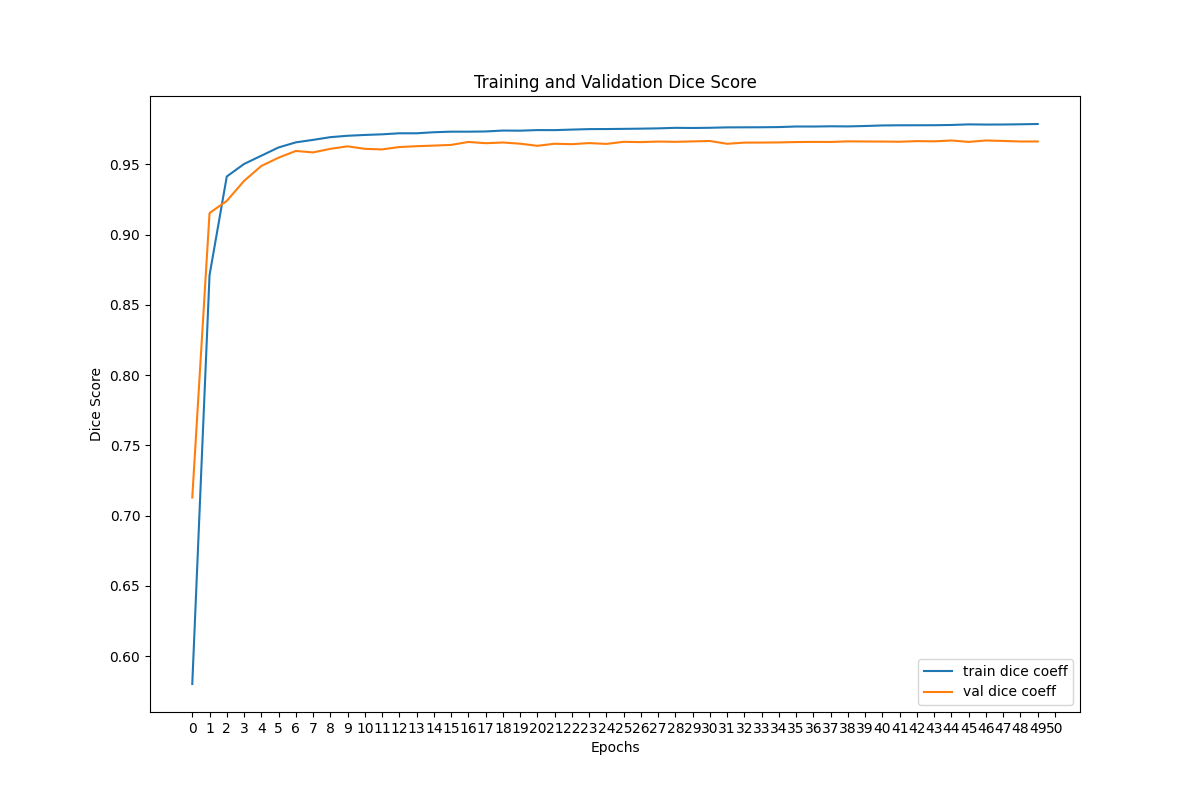 Training and Validation Dice Score
Dice Score
0.95
0.90
0.85
0.80
0.75
0.70
0.65
0.60
train dice coeff
val dice coeff
0 1 2 3 4 5 6 7 8 9 10 11 12 13 14 15 16 17 18 19 20 21 22 23 24 25 26 27 28 29 30 31 32 33 34 35 36 37 38 39 40 41 42 43 44 45 46 47 48 49 50
Epochs